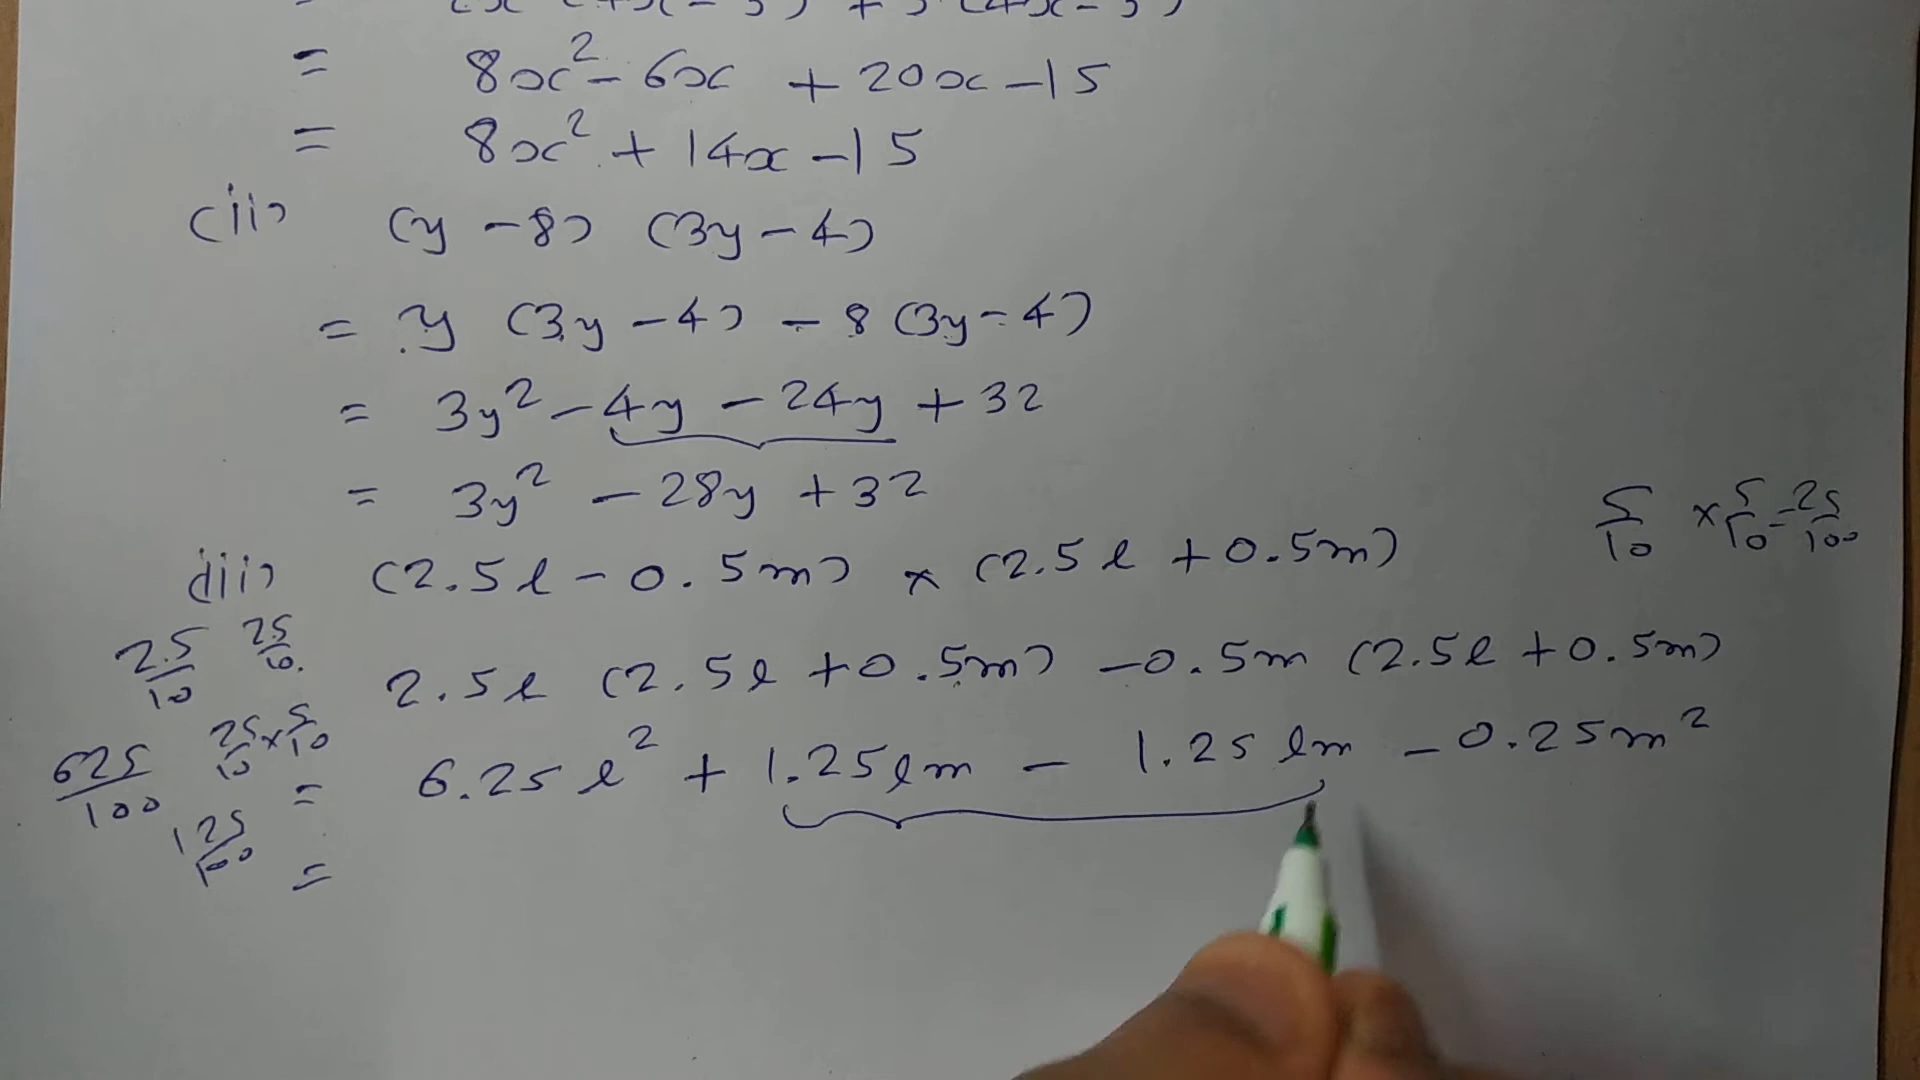 = 8x² - 6x + 20x - 15
= 8x² + 14x - 15
(ii) (y - 8) (3y - 4)
= y (3y - 4) - 8 (3y - 4)
= 3y² - 4y - 24y + 32
= 3y² - 28y + 32
(iii) (2.5l - 0.5m) × (2.5l + 0.5m)
5/10 × 5/10 = 25/100
25/10 25/10
2.5l (2.5l + 0.5m) - 0.5m (2.5l + 0.5m)
625/100 25/10 × 5/10
= 6.25l² + 1.25lm - 1.25lm - 0.25m²
125/100
=